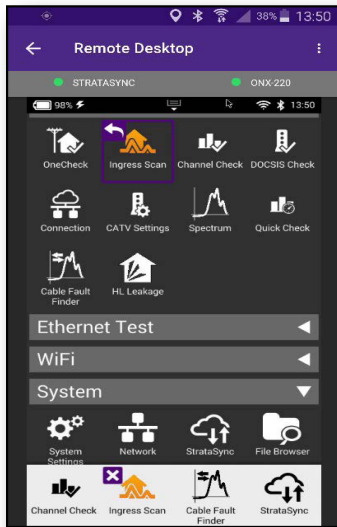 38% 13:50
Remote Desktop
STRATASYNC ONX-220
98% 13:50
OneCheck Ingress Scan Channel Check DOCSIS Check
Connection CATV Settings Spectrum Quick Check
Cable Fault
Finder HL Leakage
Ethernet Test
WiFi
System
System
Settings Network StrataSync File Browser
Channel Check Ingress Scan Cable Fault
Finder StrataSync